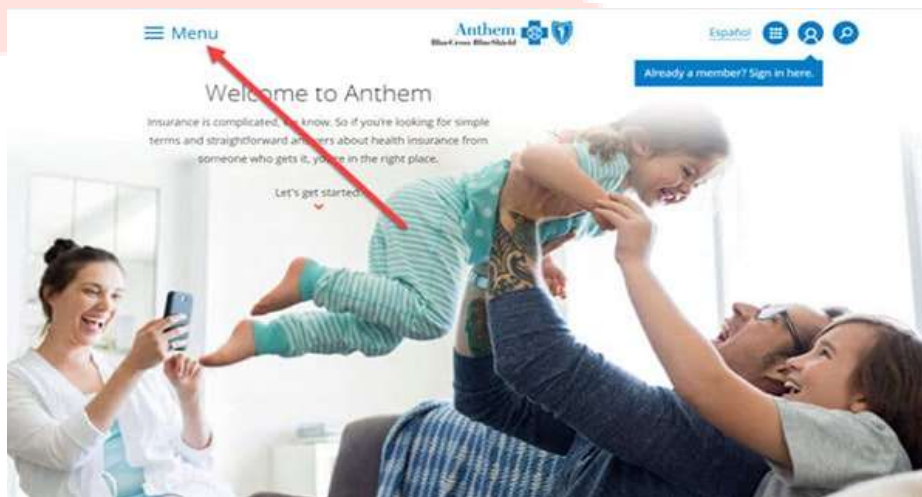 Menu
Anthem
BlueCross BlueShield
Español
Already a member? Sign in here.
Welcome to Anthem
Insurance is complicated, we know. So if you're looking for simple
terms and straightforward answers about health insurance from
someone who gets it, you're in the right place.
Let's get started